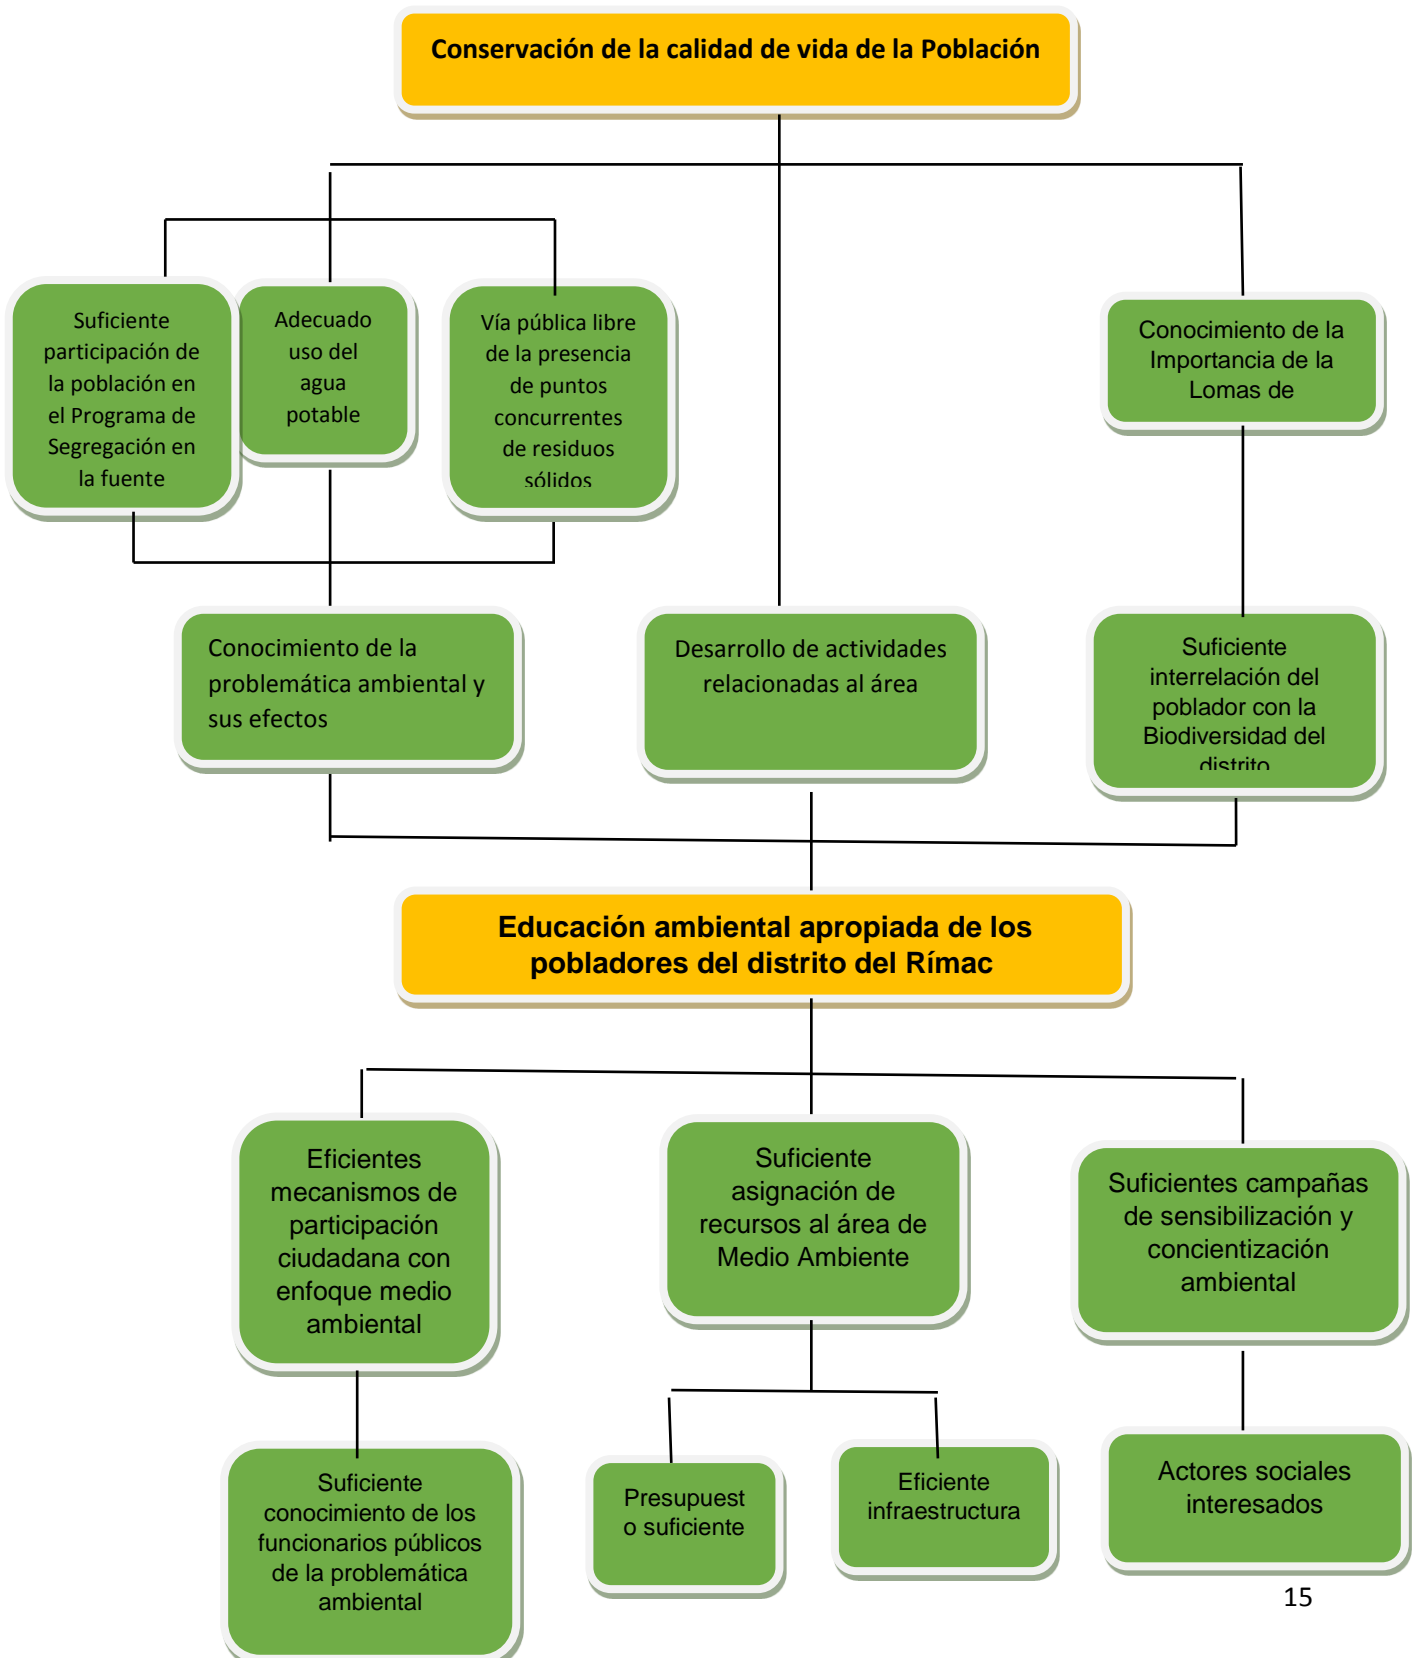 Conservación de la calidad de vida de la Población
Suficiente
participación de
la población en
el Programa de
Segregación en
la fuente
Adecuado
uso del
agua
potable
Vía pública libre
de la presencia
de puntos
concurrentes
de residuos
sólidos
Conocimiento de la
Importancia de la
Lomas de
Conocimiento de la
problemática ambiental y
sus efectos
Desarrollo de actividades
relacionadas al área
Suficiente
interrelación del
poblador con la
Biodiversidad del
distrito
Educación ambiental apropiada de los
pobladores del distrito del Rímac
Eficientes
mecanismos de
participación
ciudadana con
enfoque medio
ambiental
Suficiente
asignación de
recursos al área de
Medio Ambiente
Suficientes campañas
de sensibilización y
concientización
ambiental
Suficiente
conocimiento de los
funcionarios públicos
de la problemática
ambiental
Presupuest
o suficiente
Eficiente
infraestructura
Actores sociales
interesados
15